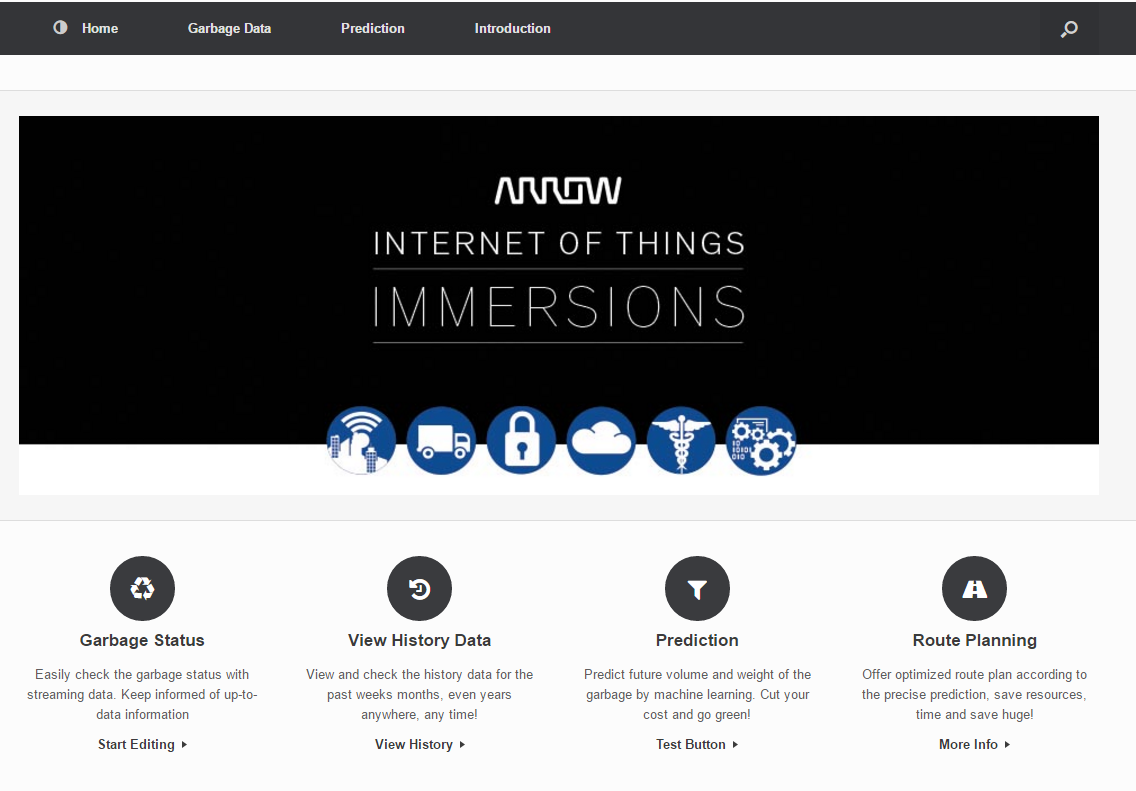 Home Garbage Data Prediction Introduction
ARROW
INTERNET OF THINGS
IMMERSIONS
Garbage Status
Easily check the garbage status with
streaming data. Keep informed of up-to-
data information
Start Editing
View History Data
View and check the history data for the
past weeks months, even years
anywhere, any time!
View History
Prediction
Predict future volume and weight of the
garbage by machine learning. Cut your
cost and go green!
Test Button
Route Planning
Offer optimized route plan according to
the precise prediction, save resources,
time and save huge!
More Info